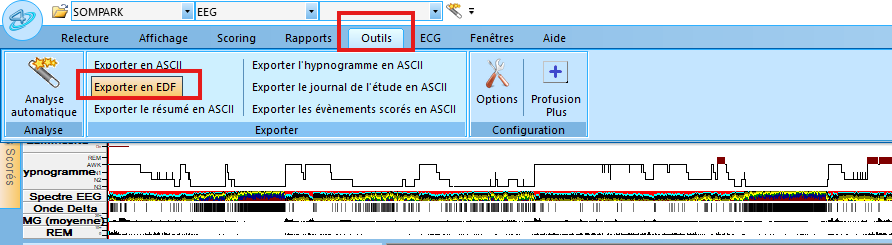 SOMPARK EEG
Relecture Affichage Scoring Rapports Outils ECG Fenêtres Aide
Exporter en ASCII Exporter l'hypnogramme en ASCII
Exporter en EDF Exporter le journal de l'étude en ASCII
Exporter le résumé en ASCII Exporter les évènements scorés en ASCII
Analyse
automatique
Options
Profusion
Plus
Analyse Exporter Configuration
Scores
REM
AWK
N1
N2
N3
ypnogramme
Spectre EEG
Onde Delta
MG (moyenne)
REM